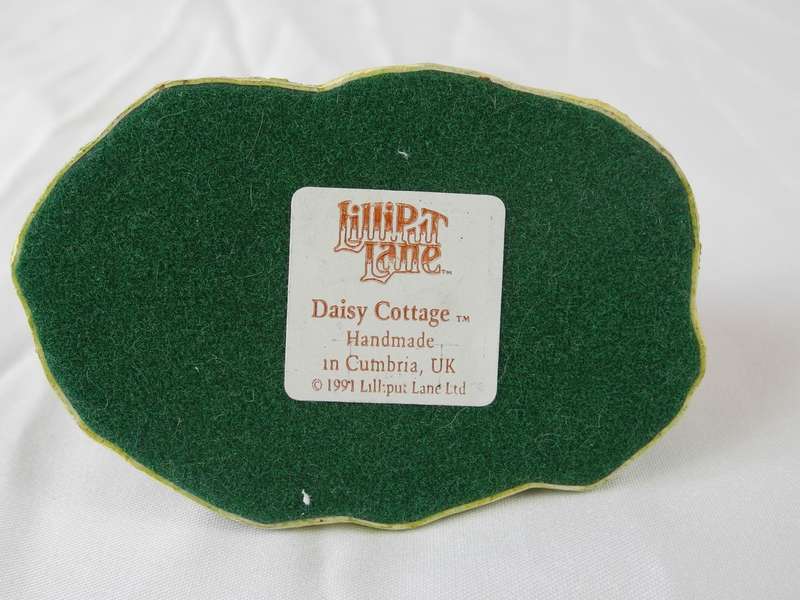 LilliPuT
Lane™
Daisy Cottage™
Handmade
in Cumbria, UK
© 1991 Lilliput Lane Ltd